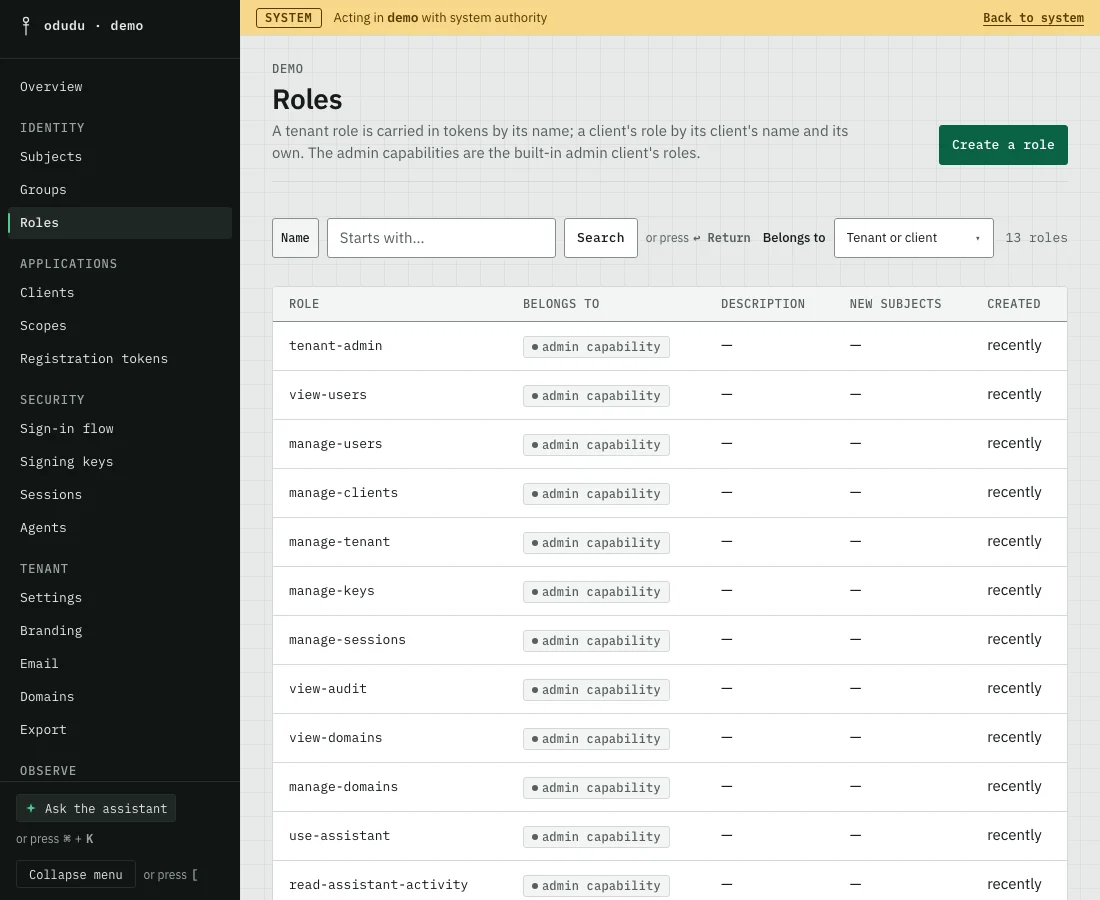 odudu · demo
Overview
IDENTITY
Subjects
Groups
Roles
APPLICATIONS
Clients
Scopes
Registration tokens
SECURITY
Sign-in flow
Signing keys
Sessions
Agents
TENANT
Settings
Branding
Email
Domains
Export
OBSERVE
Ask the assistant
or press ⌘ + K
Collapse menu or press [
SYSTEM Acting in demo with system authority Back to system
DEMO
Roles
A tenant role is carried in tokens by its name; a client's role by its client's name and its
own. The admin capabilities are the built-in admin client's roles.
Create a role
Name Starts with... Search or press ↩ Return Belongs to Tenant or client 13 roles
ROLE BELONGS TO DESCRIPTION NEW SUBJECTS CREATED
tenant-admin admin capability — — recently
view-users admin capability — — recently
manage-users admin capability — — recently
manage-clients admin capability — — recently
manage-tenant admin capability — — recently
manage-keys admin capability — — recently
manage-sessions admin capability — — recently
view-audit admin capability — — recently
view-domains admin capability — — recently
manage-domains admin capability — — recently
use-assistant admin capability — — recently
read-assistant-activity admin capability — — recently